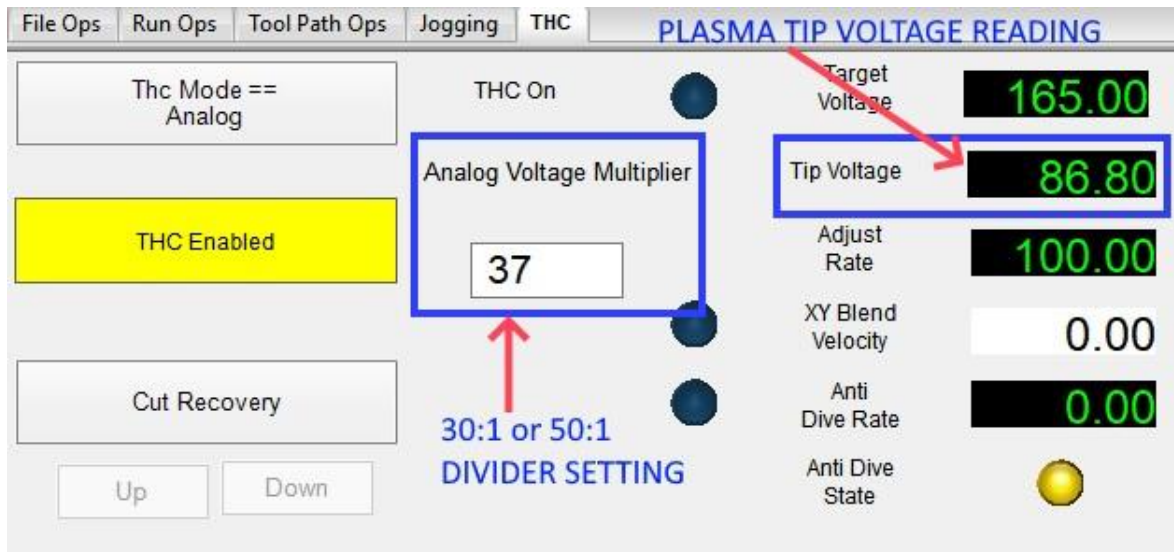 File Ops Run Ops Tool Path Ops Jogging THC
PLASMA TIP VOLTAGE READING
Thc Mode ==
Analog
THC Enabled
Cut Recovery
Up Down
THC On
Analog Voltage Multiplier
37
30:1 or 50:1
DIVIDER SETTING
Target
Voltage
165.00
Tip Voltage
86.80
Adjust
Rate
100.00
XY Blend
Velocity
0.00
Anti
Dive Rate
0.00
Anti Dive
State